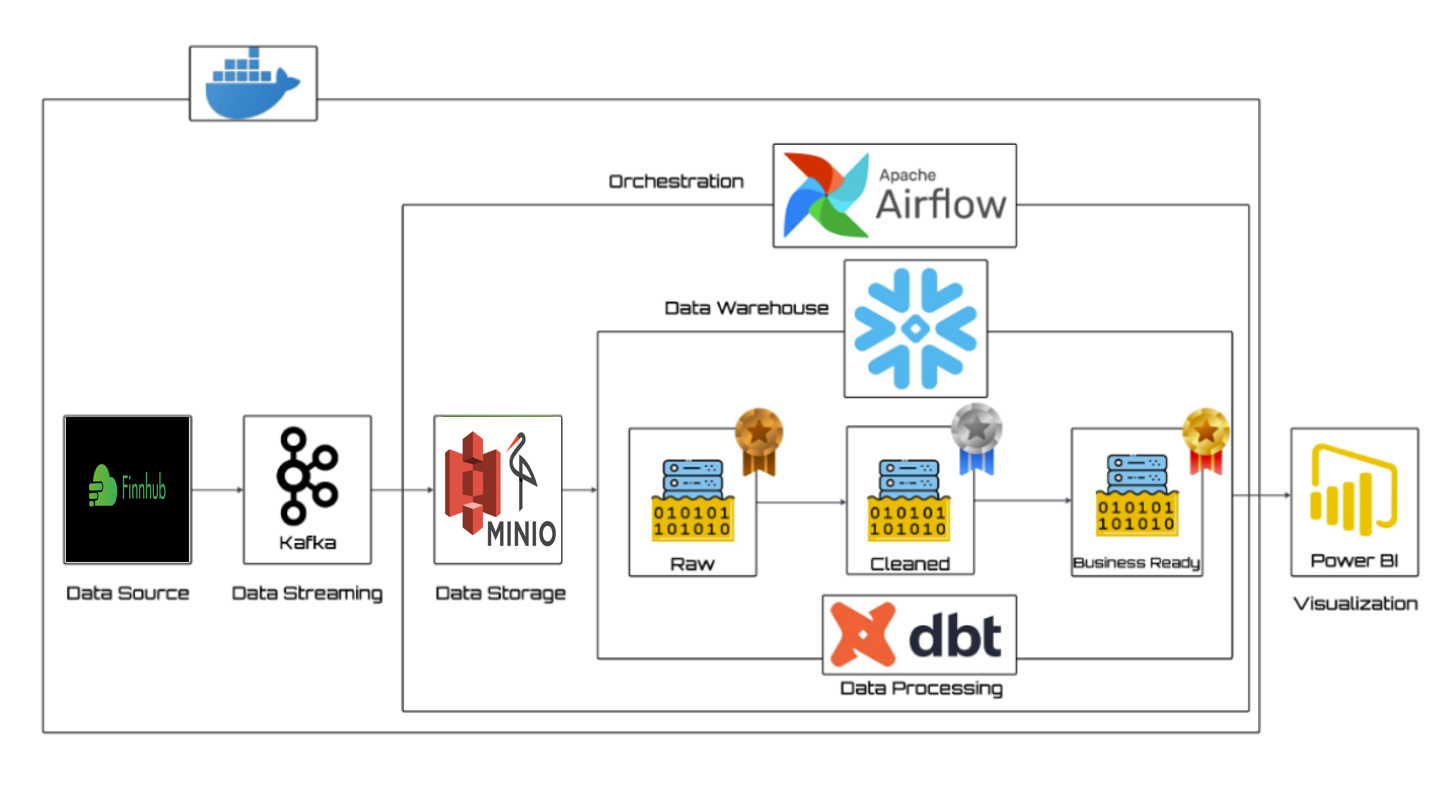 Apache
Airflow
Orchestration
Data Warehouse
Finnhub
Kafka
MINIO
010101
101010
Raw
010101
101010
Cleaned
010101
101010
Business Ready
Power BI
Data Source
Data Streaming
Data Storage
Visualization
dbt
Data Processing